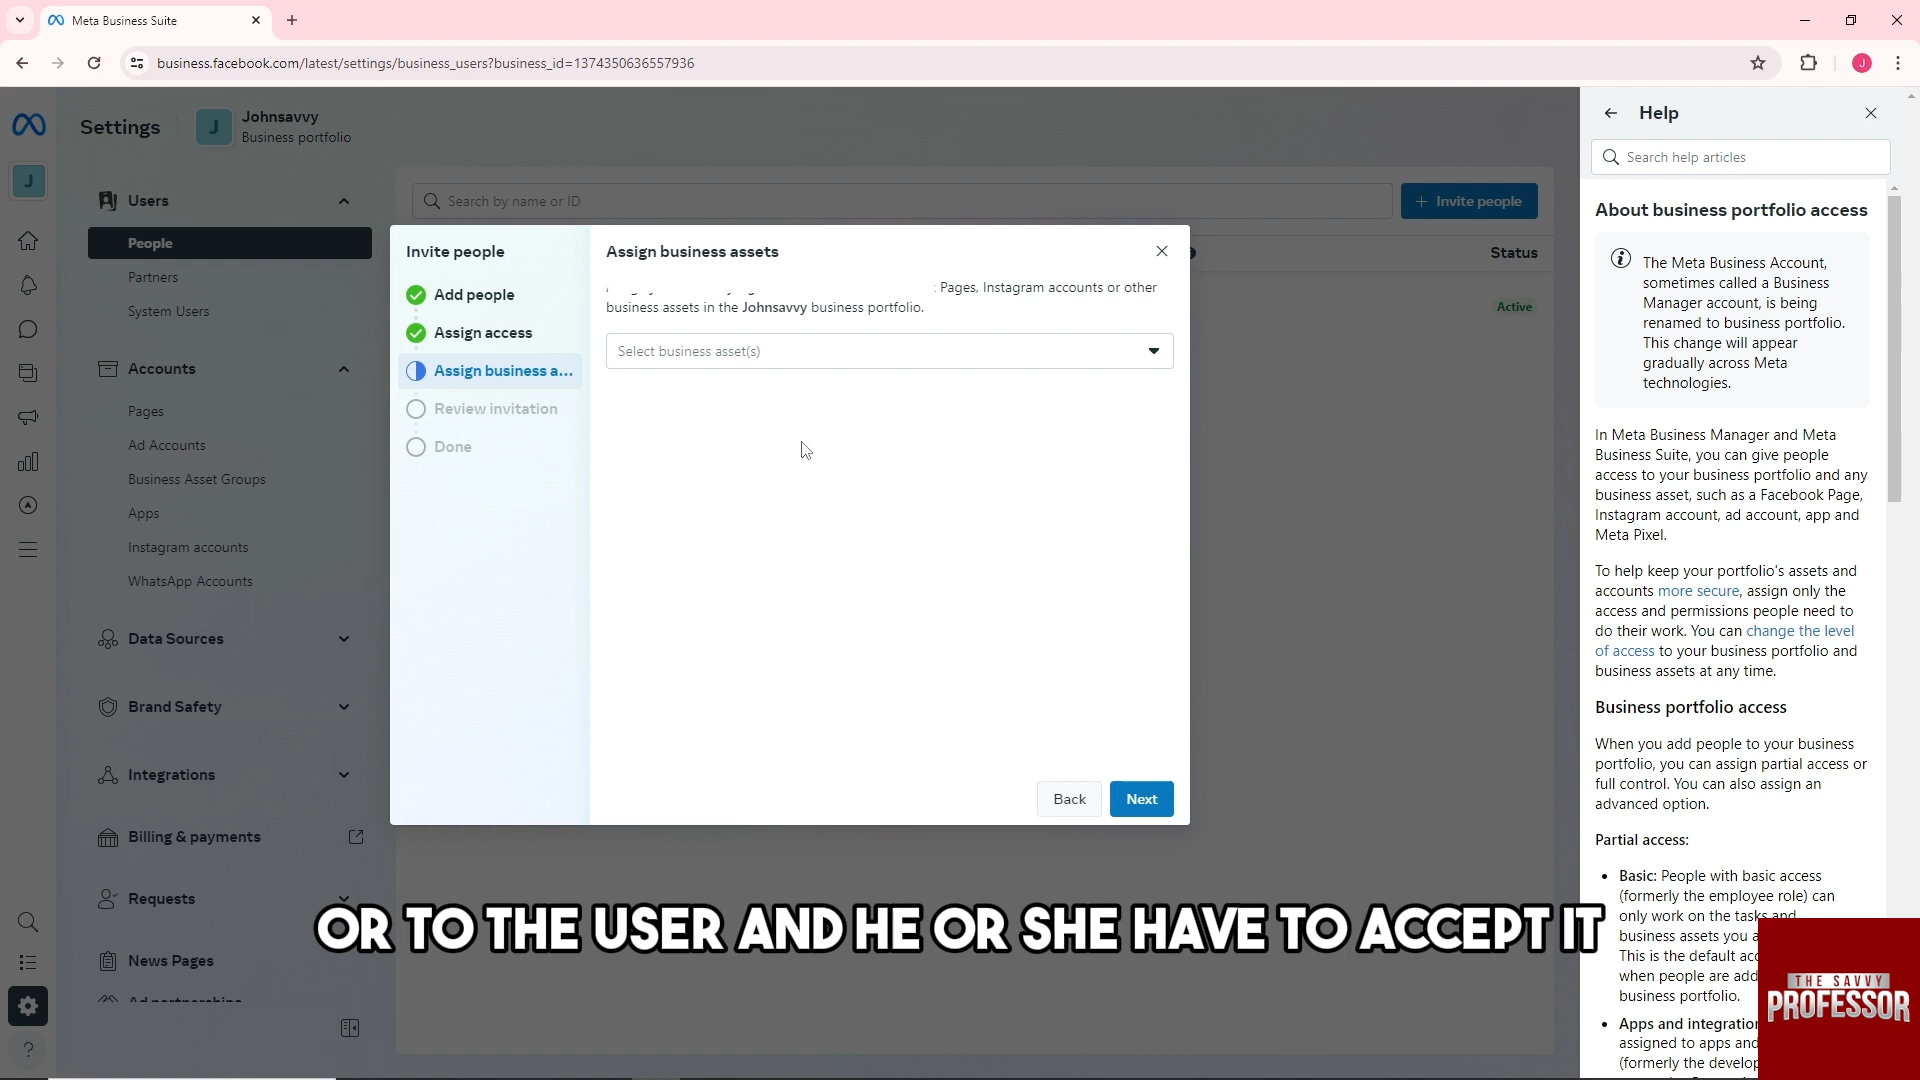 Meta Business Suite
business.facebook.com/latest/settings/business_users?business_id=1374350636557936
J
Settings
J
Johnsavvy
Business portfolio
J
Users
People
Partners
System Users
Accounts
Pages
Ad Accounts
Business Asset Groups
Apps
Instagram accounts
WhatsApp Accounts
Data Sources
Brand Safety
Integrations
Billing & payments
Requests
News Pages
Ad partnerships
Search by name or ID
+ Invite people
Status
Active
Invite people
Add people
Assign access
Assign business a...
Review invitation
Done
Assign business assets
Pages, Instagram accounts or other
business assets in the Johnsavvy business portfolio.
Select business asset(s)
Back
Next
Help
Search help articles
About business portfolio access
The Meta Business Account,
sometimes called a Business
Manager account, is being
renamed to business portfolio.
This change will appear
gradually across Meta
technologies.
In Meta Business Manager and Meta
Business Suite, you can give people
access to your business portfolio and any
business asset, such as a Facebook Page,
Instagram account, ad account, app and
Meta Pixel.
To help keep your portfolio's assets and
accounts more secure, assign only the
access and permissions people need to
do their work. You can change the level
of access to your business portfolio and
business assets at any time.
Business portfolio access
When you add people to your business
portfolio, you can assign partial access or
full control. You can also assign an
advanced option.
Partial access:
• Basic: People with basic access
(formerly the employee role) can
only work on the tasks and
business assets you a
This is the default acc
when people are add
business portfolio.
• Apps and integration
assigned to apps and
(formerly the develop
OR TO THE USER AND HE OR SHE HAVE TO ACCEPT IT
THE SAVVY
PROFESSOR